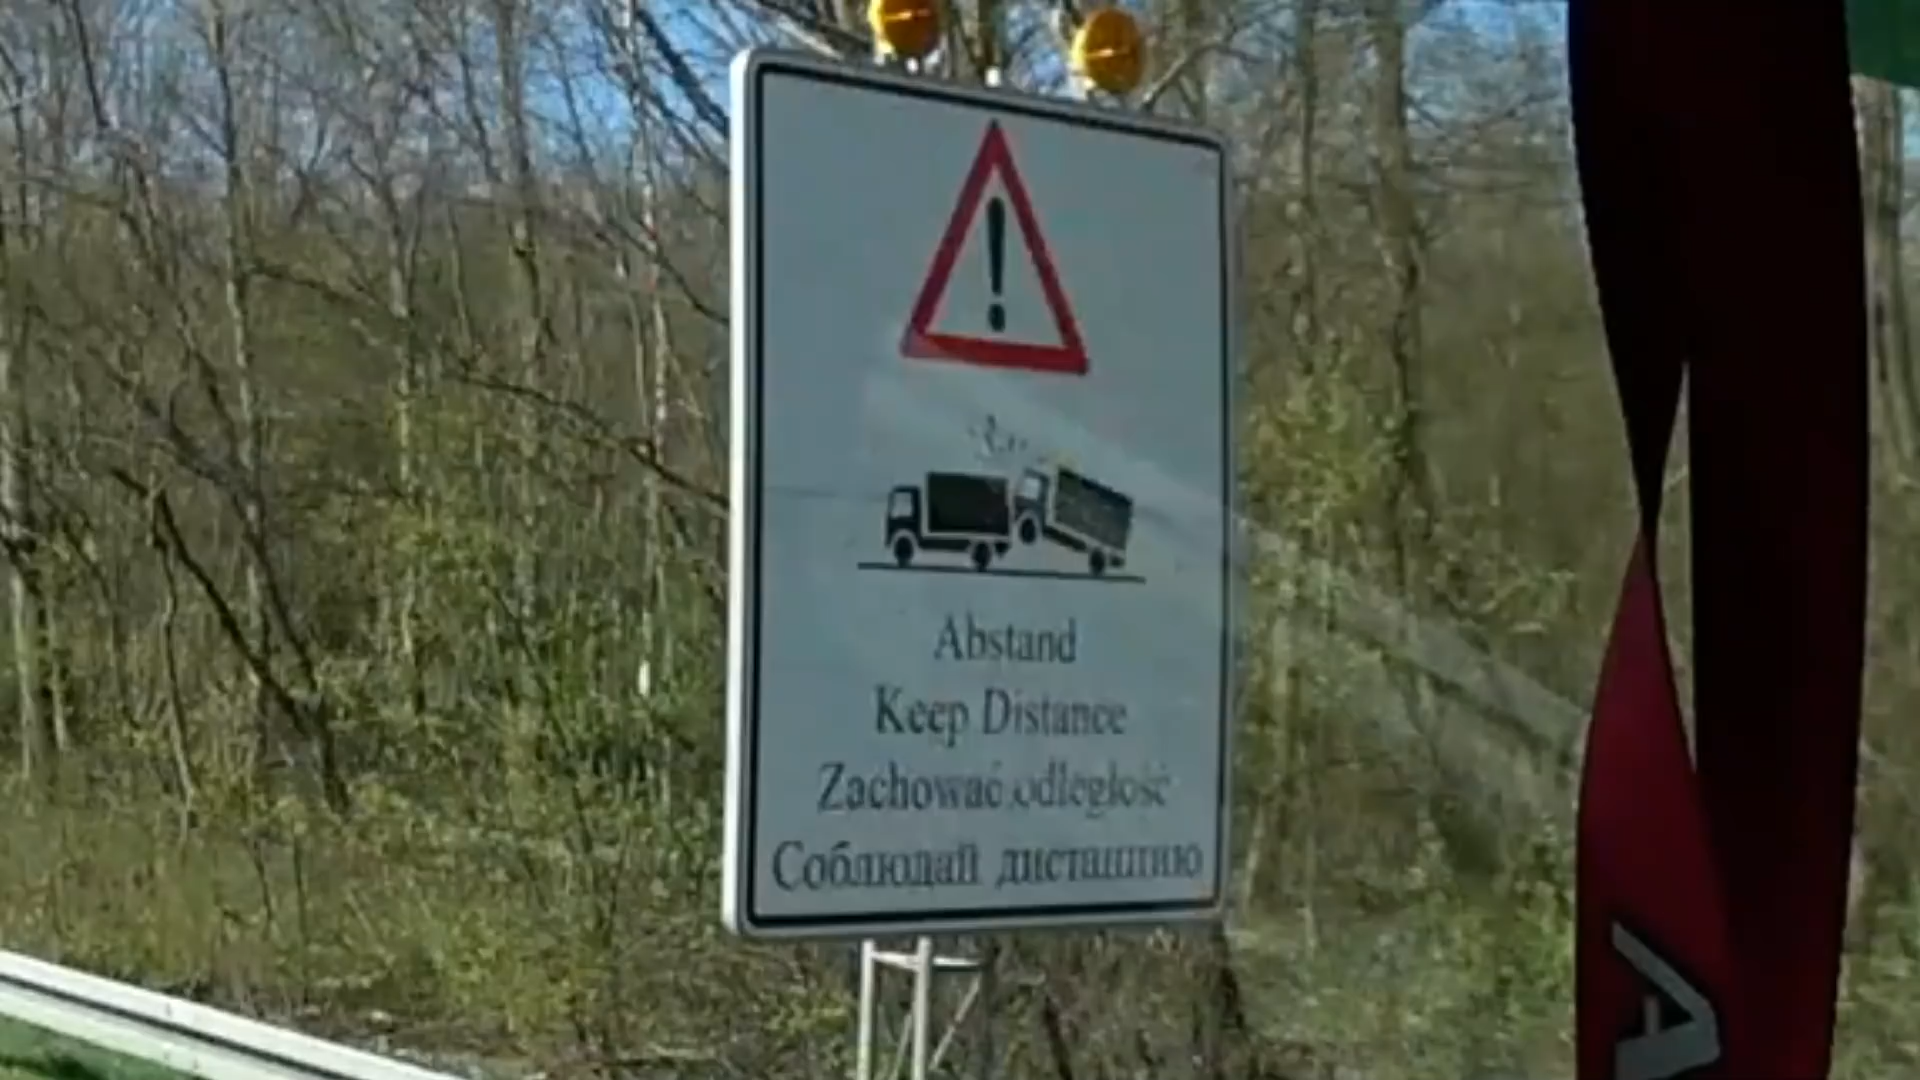 Abstand
Keep Distance
Zachować odległość
Соблюдай дистанцию